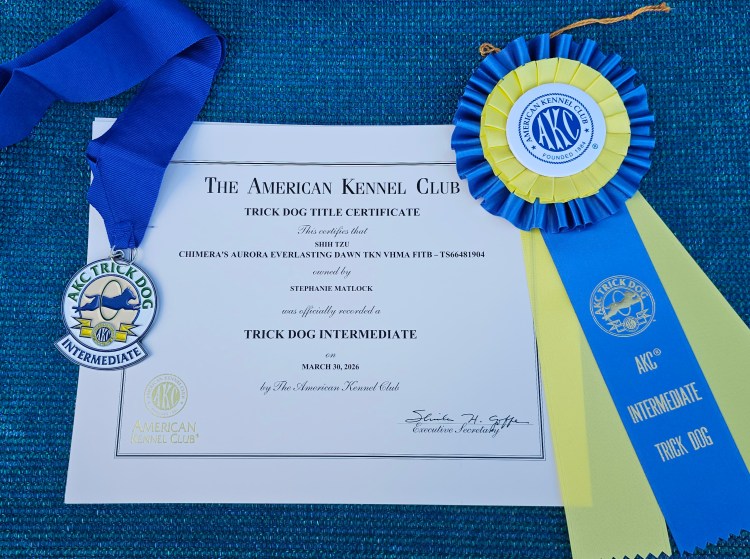 THE AMERICAN KENNEL CLUB
TRICK DOG TITLE CERTIFICATE
This certifies that
SHIH TZU
CHIMERA'S AURORA EVERLASTING DAWN TKN VHMA FITB – TS66481904
owned by
STEPHANIE MATLOCK
was officially recorded a
TRICK DOG INTERMEDIATE
on
MARCH 30, 2026
by The American Kennel Club
Executive Secretary
AKC
AMERICAN
KENNEL CLUB®
AKC TRICK DOG
AKC
INTERMEDIATE
AMERICAN KENNEL CLUB
AKC
FOUNDED 1884
®
AKC TRICK DOG
AKC®
INTERMEDIATE
TRICK DOG